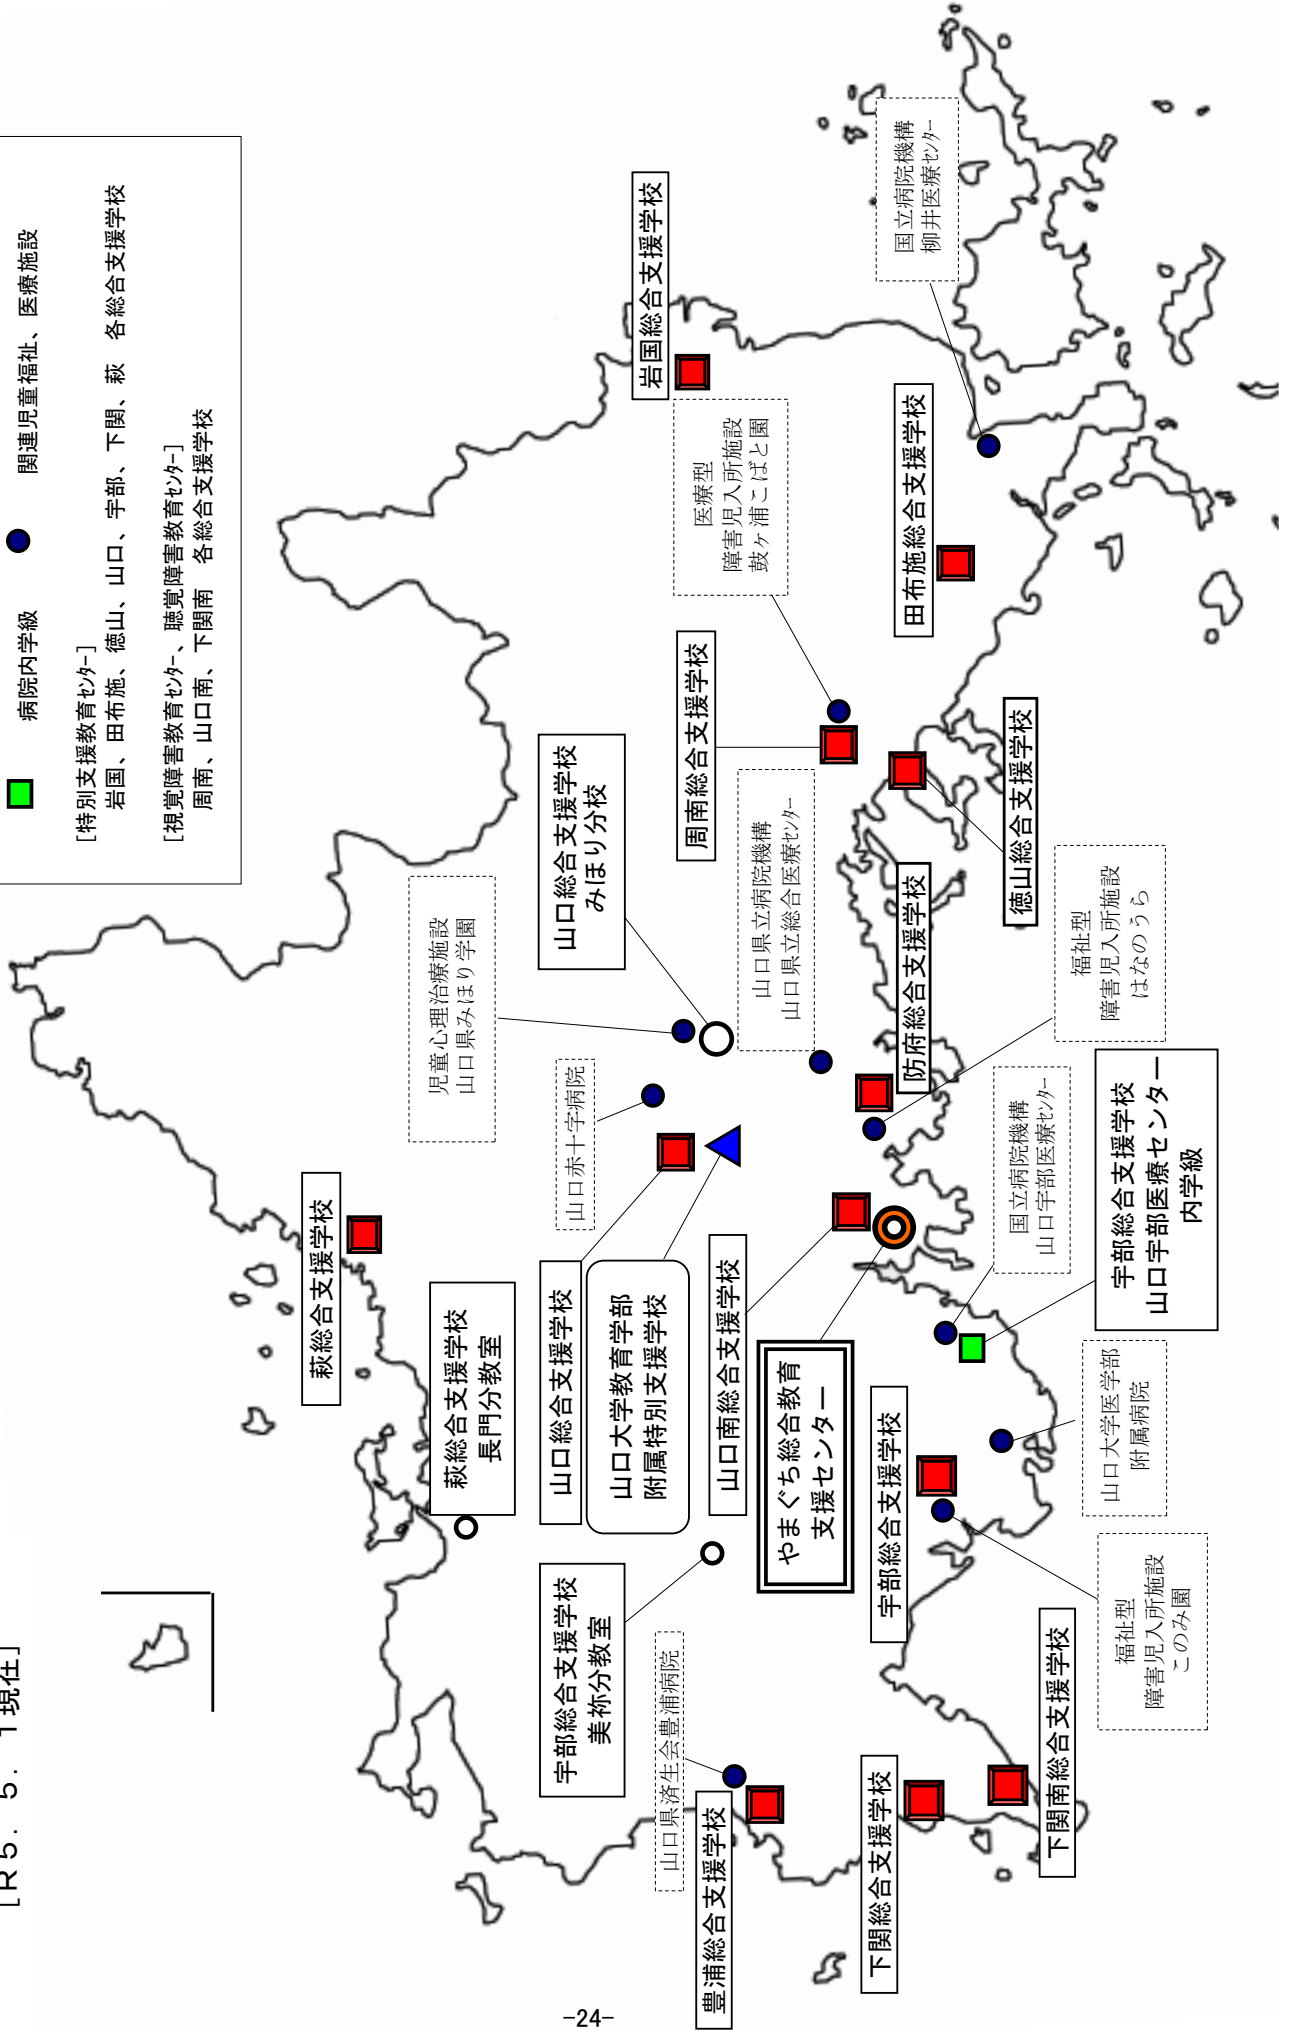 [Ｒ５．５．１現在]
病院内学級
関連児童福祉、医療施設
[特別支援教育ｾﾝﾀｰ]
岩国、田布施、徳山、山口、宇部、下関、萩　各総合支援学校
[視覚障害教育ｾﾝﾀｰ、聴覚障害教育ｾﾝﾀｰ]
周南、山口南、下関南　各総合支援学校
萩総合支援学校
萩総合支援学校
長門分教室
児童心理治療施設
山口県みほり学園
山口総合支援学校
みほり分校
山口赤十字病院
山口総合支援学校
山口大学教育学部
附属特別支援学校
宇部総合支援学校
美祢分教室
岩国総合支援学校
医療型
障害児入所施設
鼓ヶ浦こばと園
周南総合支援学校
山口県立病院機構
山口県立総合医療ｾﾝﾀｰ
山口南総合支援学校
やまぐち総合教育
支援センター
山口県済生会豊浦病院
豊浦総合支援学校
国立病院機構
柳井医療ｾﾝﾀｰ
田布施総合支援学校
防府総合支援学校
宇部総合支援学校
下関総合支援学校
徳山総合支援学校
福祉型
障害児入所施設
はなのうら
国立病院機構
山口宇部医療ｾﾝﾀｰ
宇部総合支援学校
山口宇部医療センター
内学級
山口大学医学部
附属病院
福祉型
障害児入所施設
このみ園
下関南総合支援学校
-24-